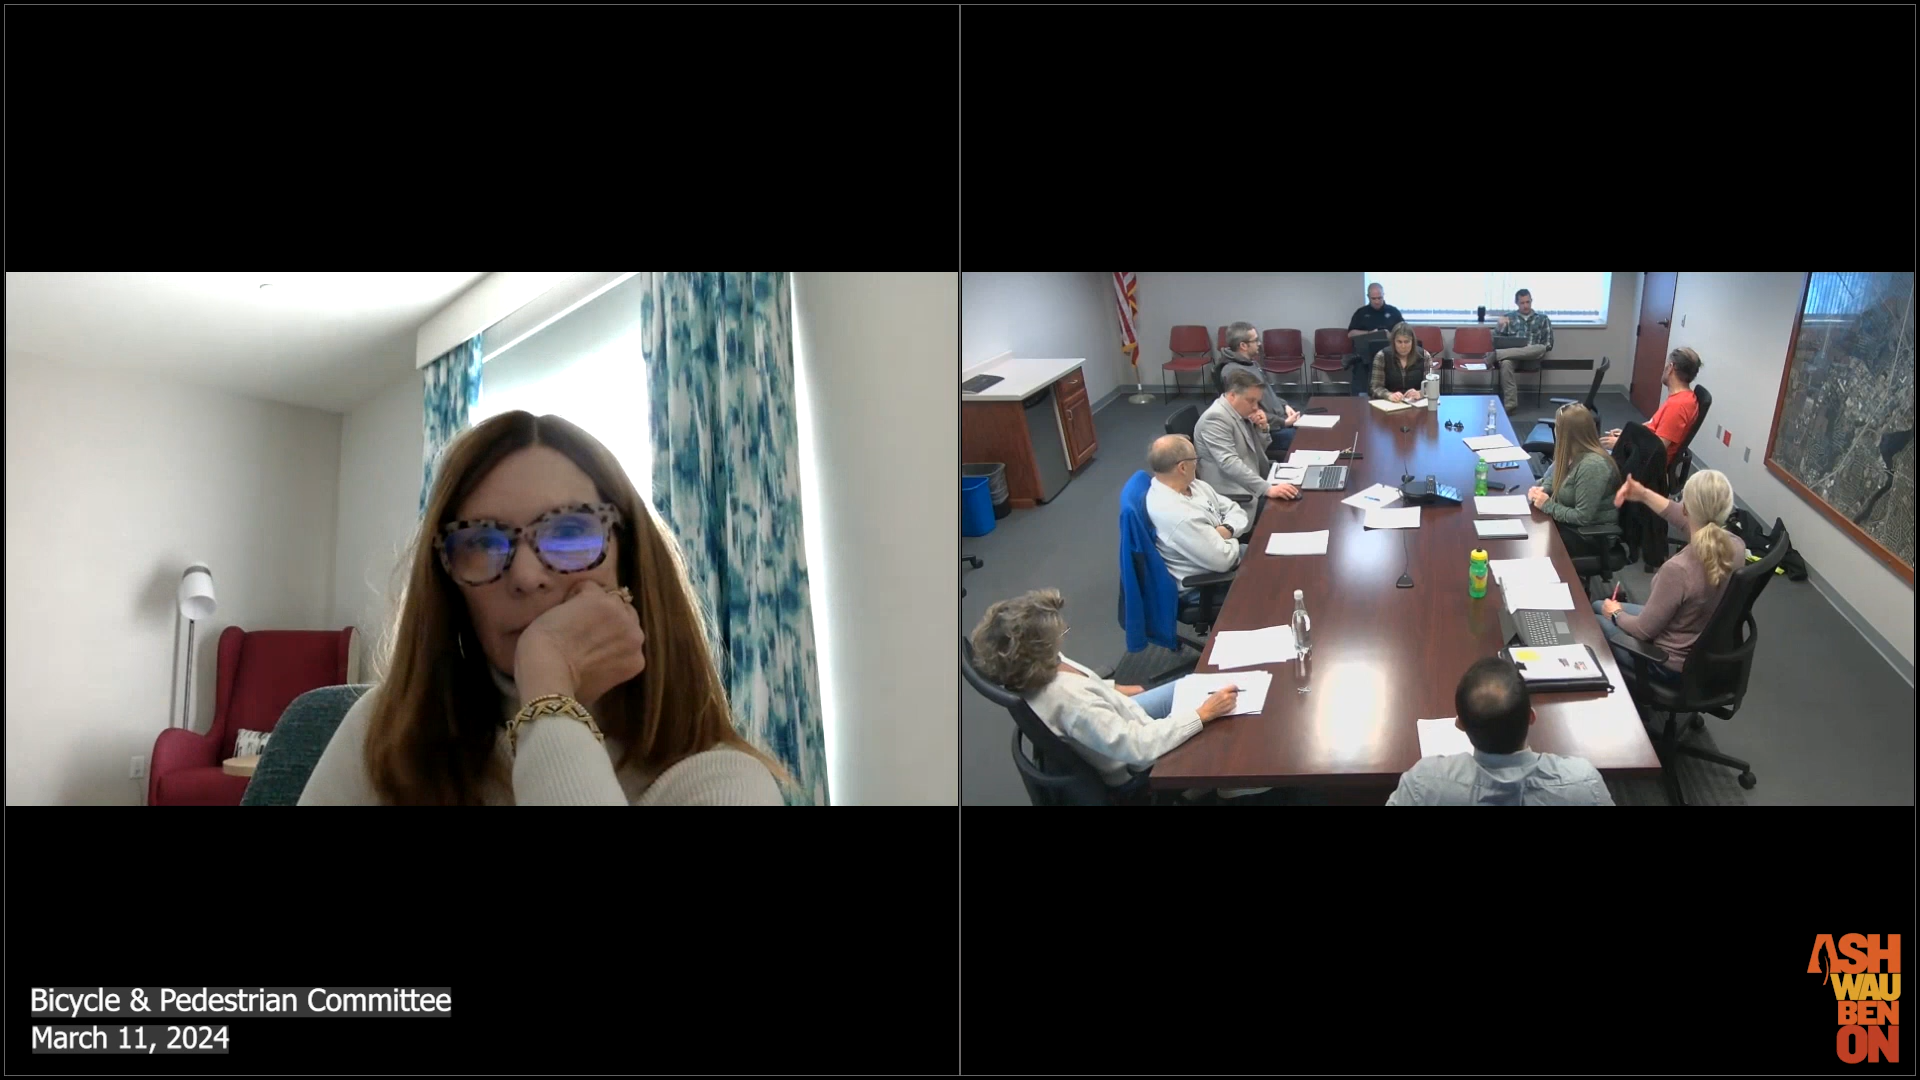 Bicycle & Pedestrian Committee
March 11, 2024
ASH
WAU
BEN
ON